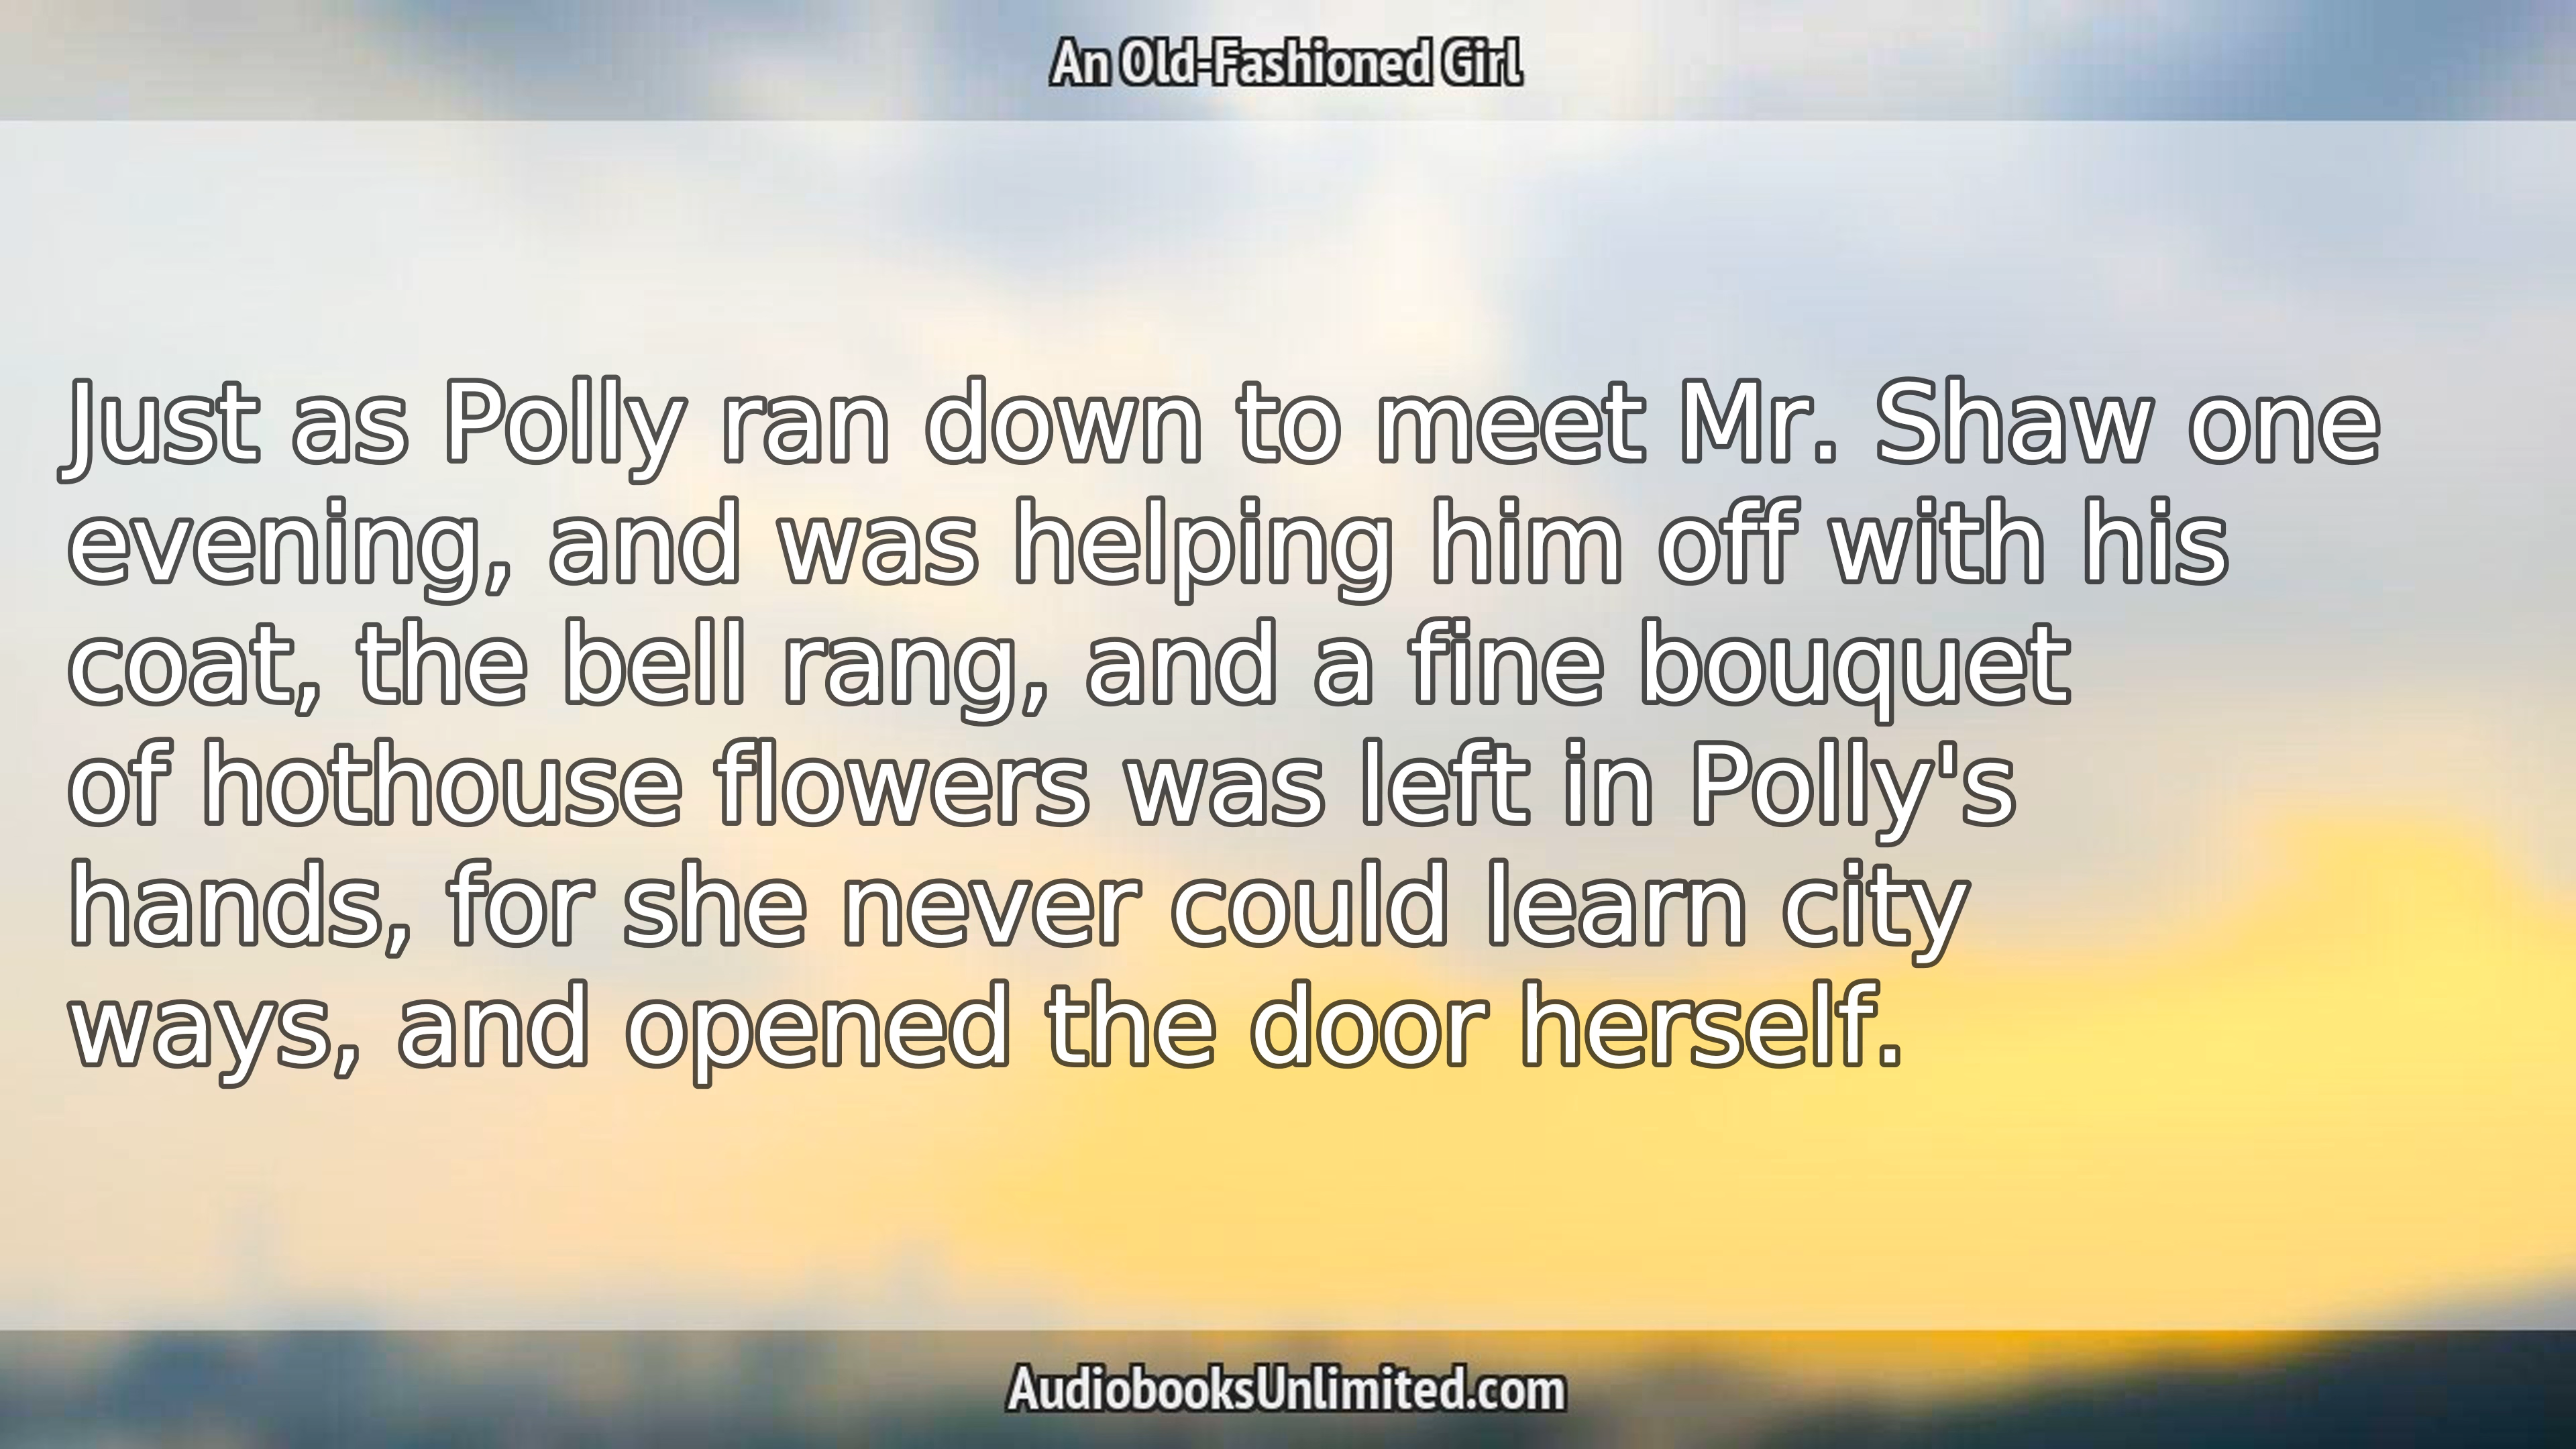 An Old-Fashioned Girl
Just as Polly ran down to meet Mr. Shaw one
evening, and was helping him off with his
coat, the bell rang, and a fine bouquet
of hothouse flowers was left in Polly's
hands, for she never could learn city
ways, and opened the door herself.
AudiobooksUnlimited.com